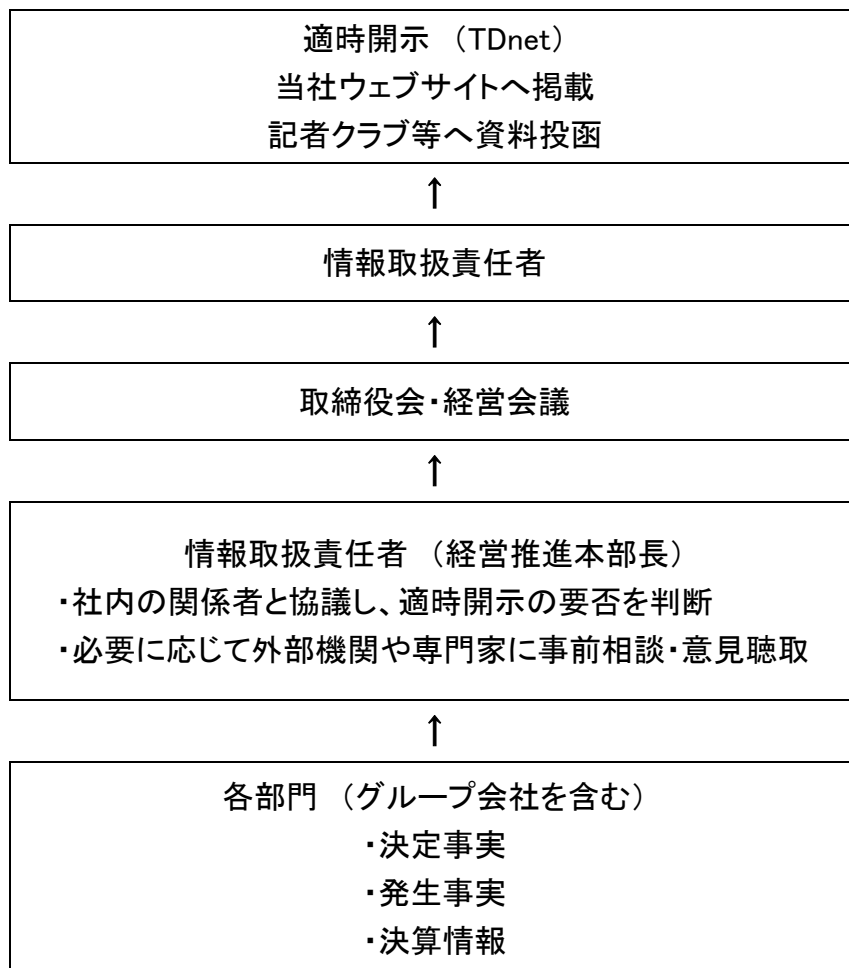 適時開示 （TDnet）
当社ウェブサイトへ掲載
記者クラブ等へ資料投函
↑
情報取扱責任者
↑
取締役会・経営会議
↑
情報取扱責任者 （経営推進本部長）
・社内の関係者と協議し、適時開示の要否を判断
・必要に応じて外部機関や専門家に事前相談・意見聴取
↑
各部門 （グループ会社を含む）
・決定事実
・発生事実
・決算情報